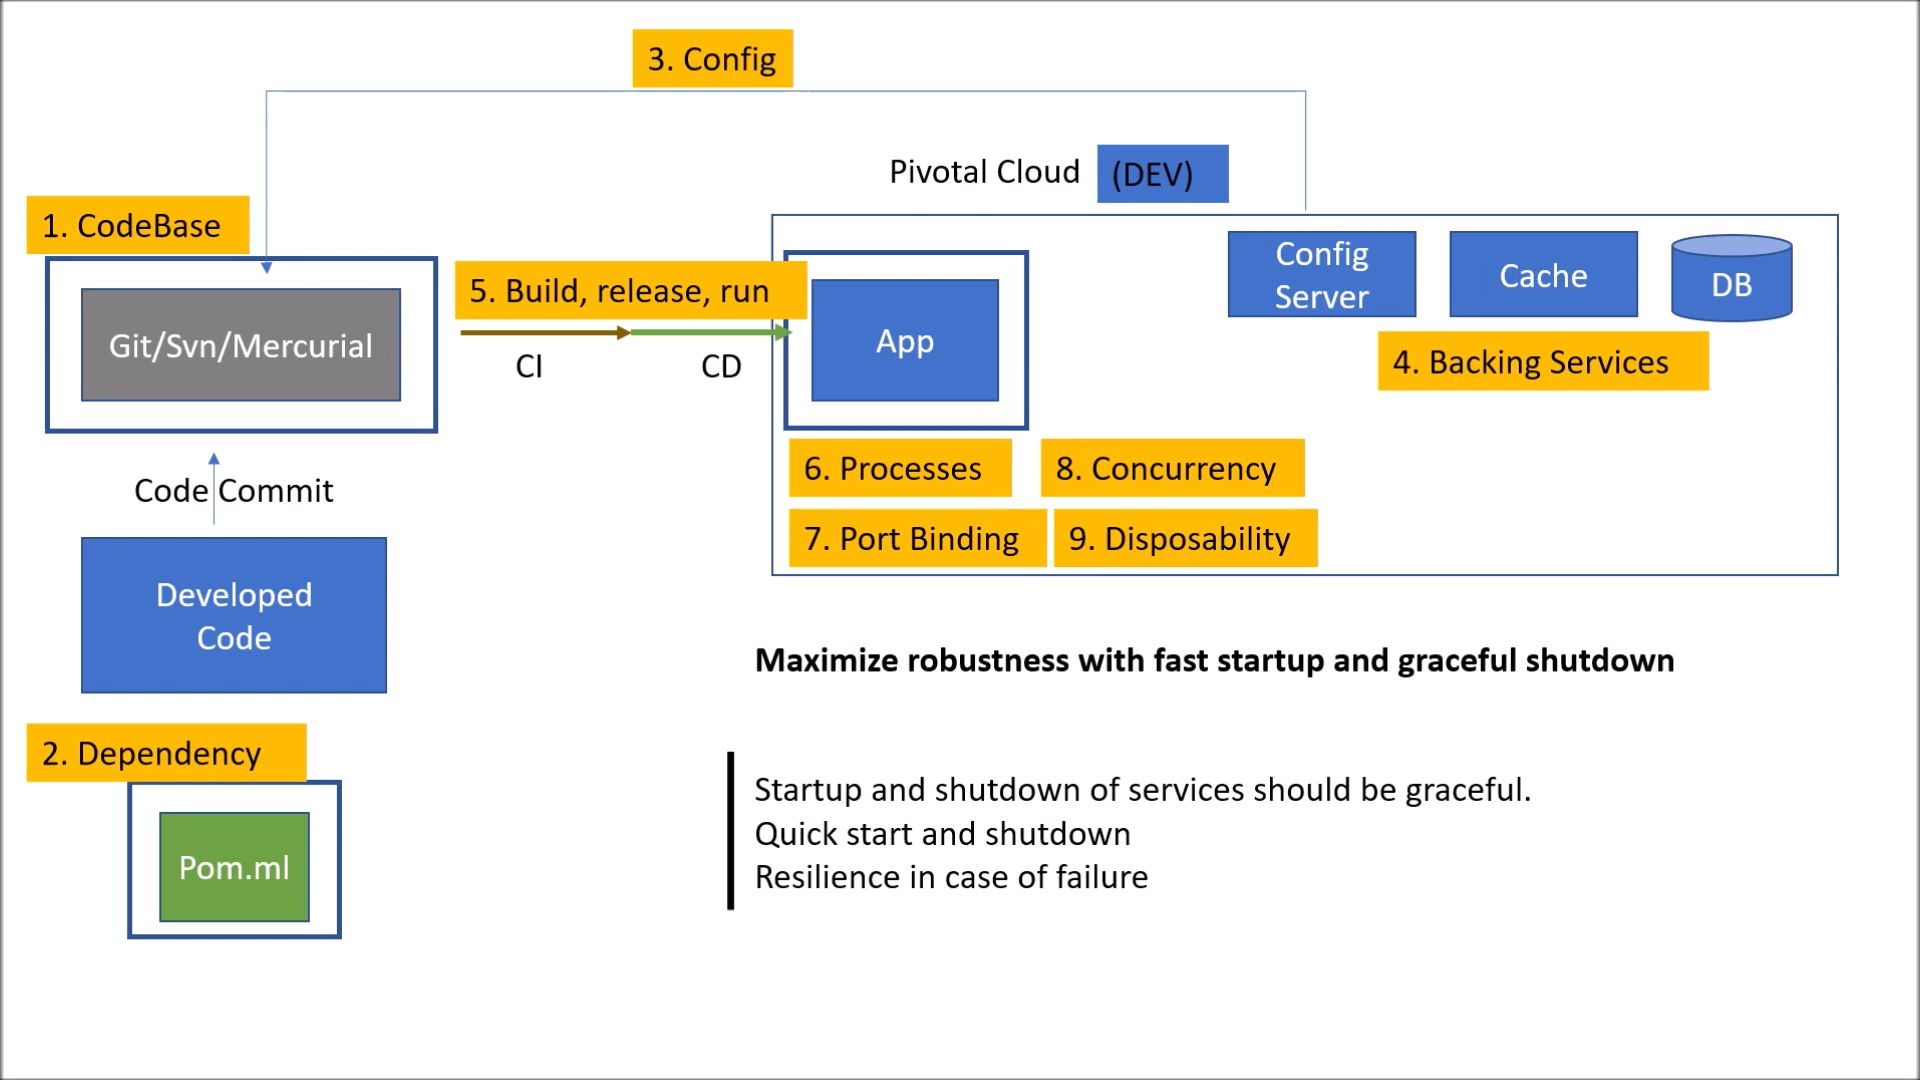 3. Config
Pivotal Cloud
(DEV)
1. CodeBase
Git/Svn/Mercurial
5. Build, release, run
CI
CD
App
Config
Server
Cache
DB
4. Backing Services
6. Processes
8. Concurrency
7. Port Binding
9. Disposability
Code Commit
Developed
Code
2. Dependency
Pom.ml
Maximize robustness with fast startup and graceful shutdown
Startup and shutdown of services should be graceful.
Quick start and shutdown
Resilience in case of failure